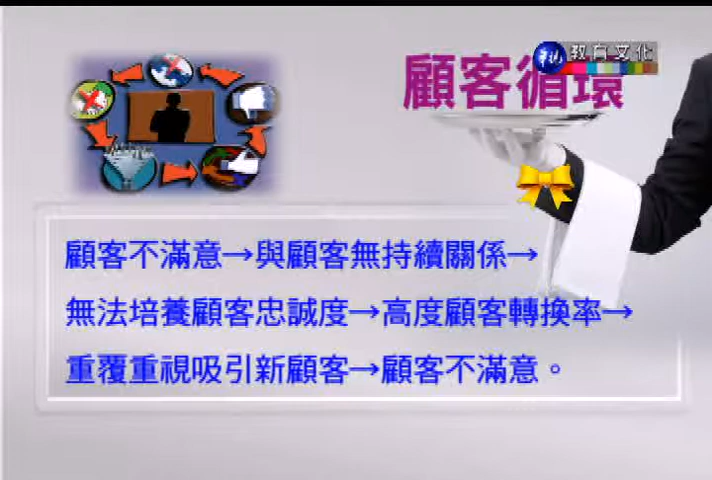 顧客循環
華視 教育文化
顧客不滿意→與顧客無持續關係→
無法培養顧客忠誠度→高度顧客轉換率→
重覆重視吸引新顧客→顧客不滿意。